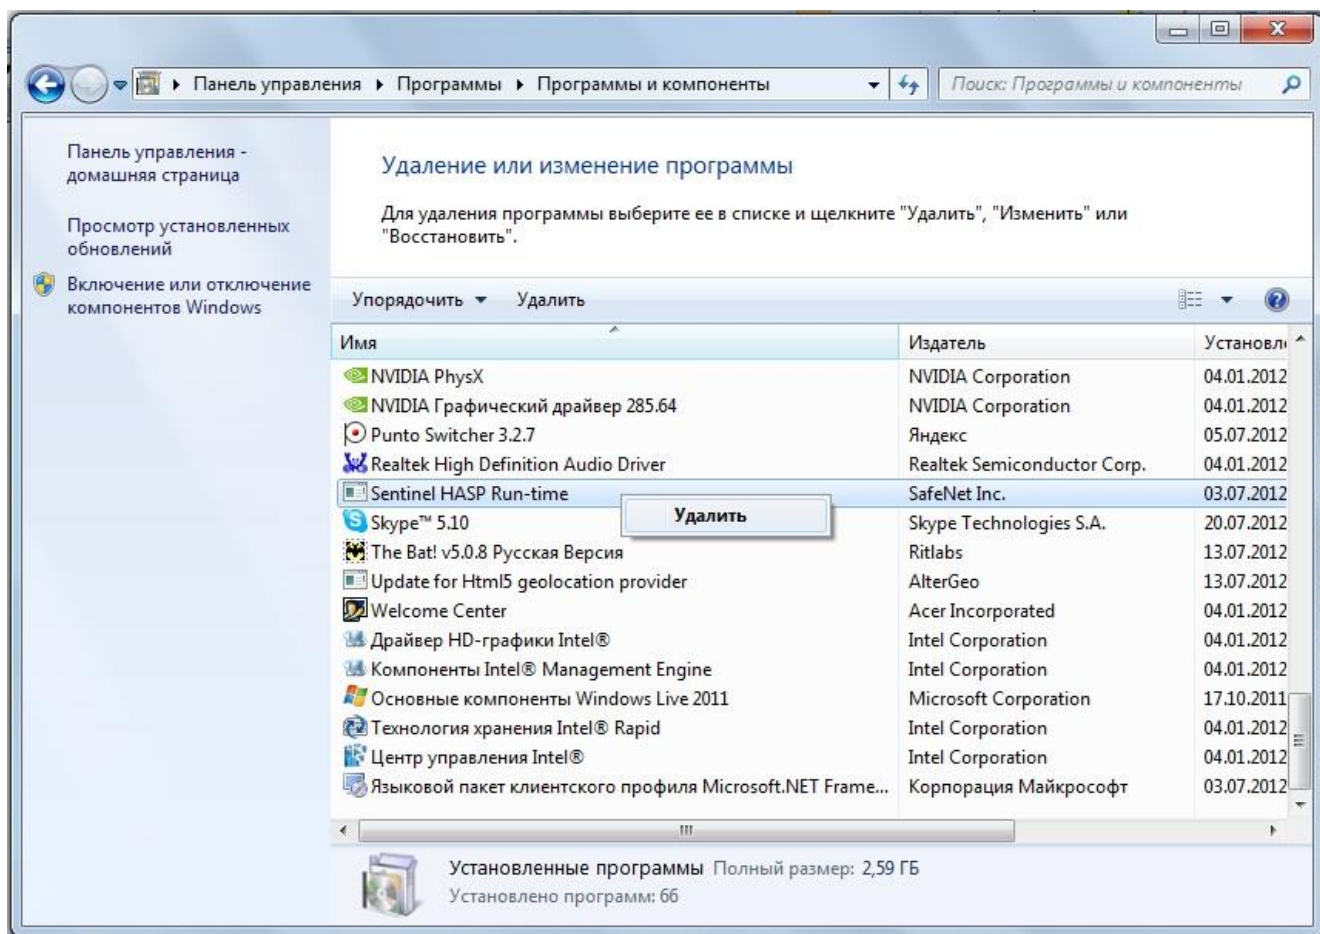 Панель управления ▸ Программы ▸ Программы и компоненты
Поиск: Программы и компоненты
Панель управления -
домашняя страница
Просмотр установленных
обновлений
Включение или отключение
компонентов Windows
Удаление или изменение программы
Для удаления программы выберите ее в списке и щелкните "Удалить", "Изменить" или
"Восстановить".
Упорядочить Удалить
Имя Издатель Установл
NVIDIA PhysX NVIDIA Corporation 04.01.2012
NVIDIA Графический драйвер 285.64 NVIDIA Corporation 04.01.2012
Punto Switcher 3.2.7 Яндекс 05.07.2012
Realtek High Definition Audio Driver Realtek Semiconductor Corp. 04.01.2012
Sentinel HASP Run-time SafeNet Inc. 03.07.2012
Удалить
Skype™ 5.10 Skype Technologies S.A. 20.07.2012
The Bat! v5.0.8 Русская Версия Ritlabs 13.07.2012
Update for Html5 geolocation provider AlterGeo 13.07.2012
Welcome Center Acer Incorporated 04.01.2012
Драйвер HD-графики Intel® Intel Corporation 04.01.2012
Компоненты Intel® Management Engine Intel Corporation 04.01.2012
Основные компоненты Windows Live 2011 Microsoft Corporation 17.10.2011
Технология хранения Intel® Rapid Intel Corporation 04.01.2012
Центр управления Intel® Intel Corporation 04.01.2012
Языковой пакет клиентского профиля Microsoft.NET Frame... Корпорация Майкрософт 03.07.2012
Установленные программы Полный размер: 2,59 ГБ
Установлено программ: 66